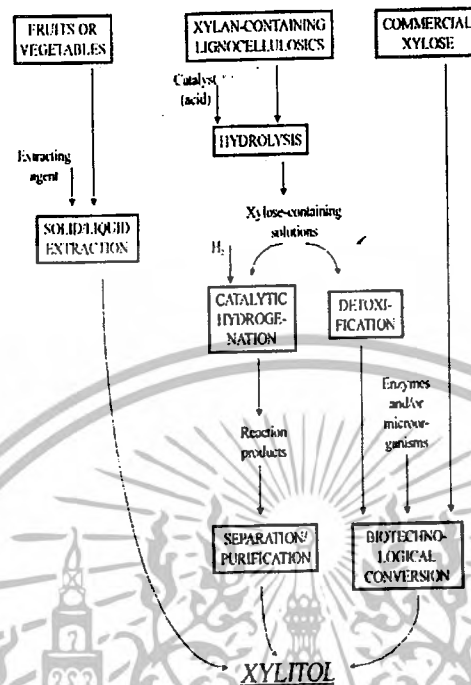 FRUITS OR
VEGETABLES
XYLAN-CONTAINING
LIGNOCELLULOSICS
COMMERCIAL
XYLOSE
Catalyst
(acid)
HYDROLYSIS
Extracting
agent
SOLID/LIQUID
EXTRACTION
Xylose-containing
solutions
H₂
CATALYTIC
HYDROGE-
NATION
DETOXI-
FICATION
Enzymes
and/or
microor-
ganisms
Reaction
products
SEPARATION/
PURIFICATION
BIOTECHNO-
LOGICAL
CONVERSION
XYLITOL